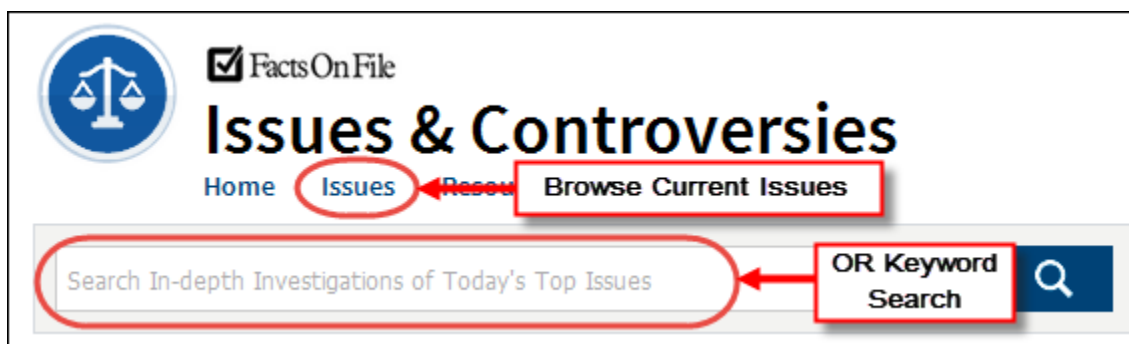 FactsOnFile
Issues & Controversies
Home Issues Browse Current Issues
Search In-depth Investigations of Today's Top Issues
OR Keyword
Search